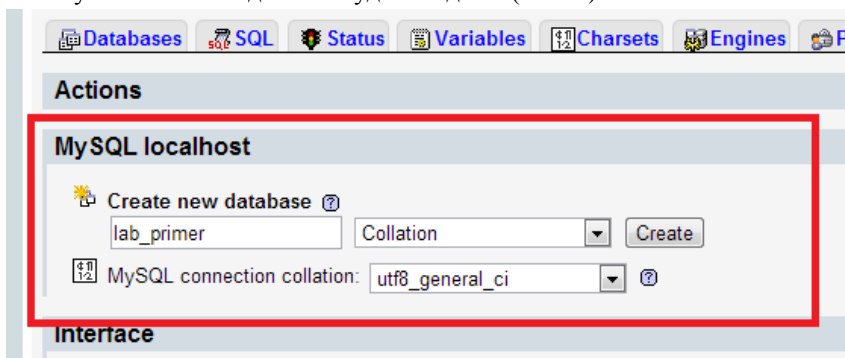 Databases SQL Status Variables Charsets Engines
Actions
MySQL localhost
Create new database
lab_primer Collation Create
MySQL connection collation: utf8_general_ci
Interface